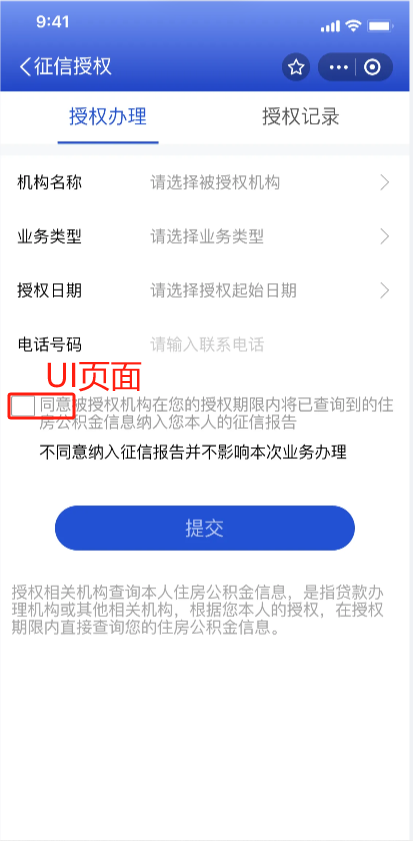 9:41
征信授权
授权办理 授权记录
机构名称 请选择被授权机构
业务类型 请选择业务类型
授权日期 请选择授权起始日期
电话号码 请输入联系电话
UI页面
同意被授权机构在您的授权期限内将已查询到的住
房公积金信息纳入您本人的征信报告
不同意纳入征信报告并不影响本次业务办理
提交
授权相关机构查询本人住房公积金信息，是指贷款办
理机构或其他相关机构，根据您本人的授权，在授权
期限内直接查询您的住房公积金信息。